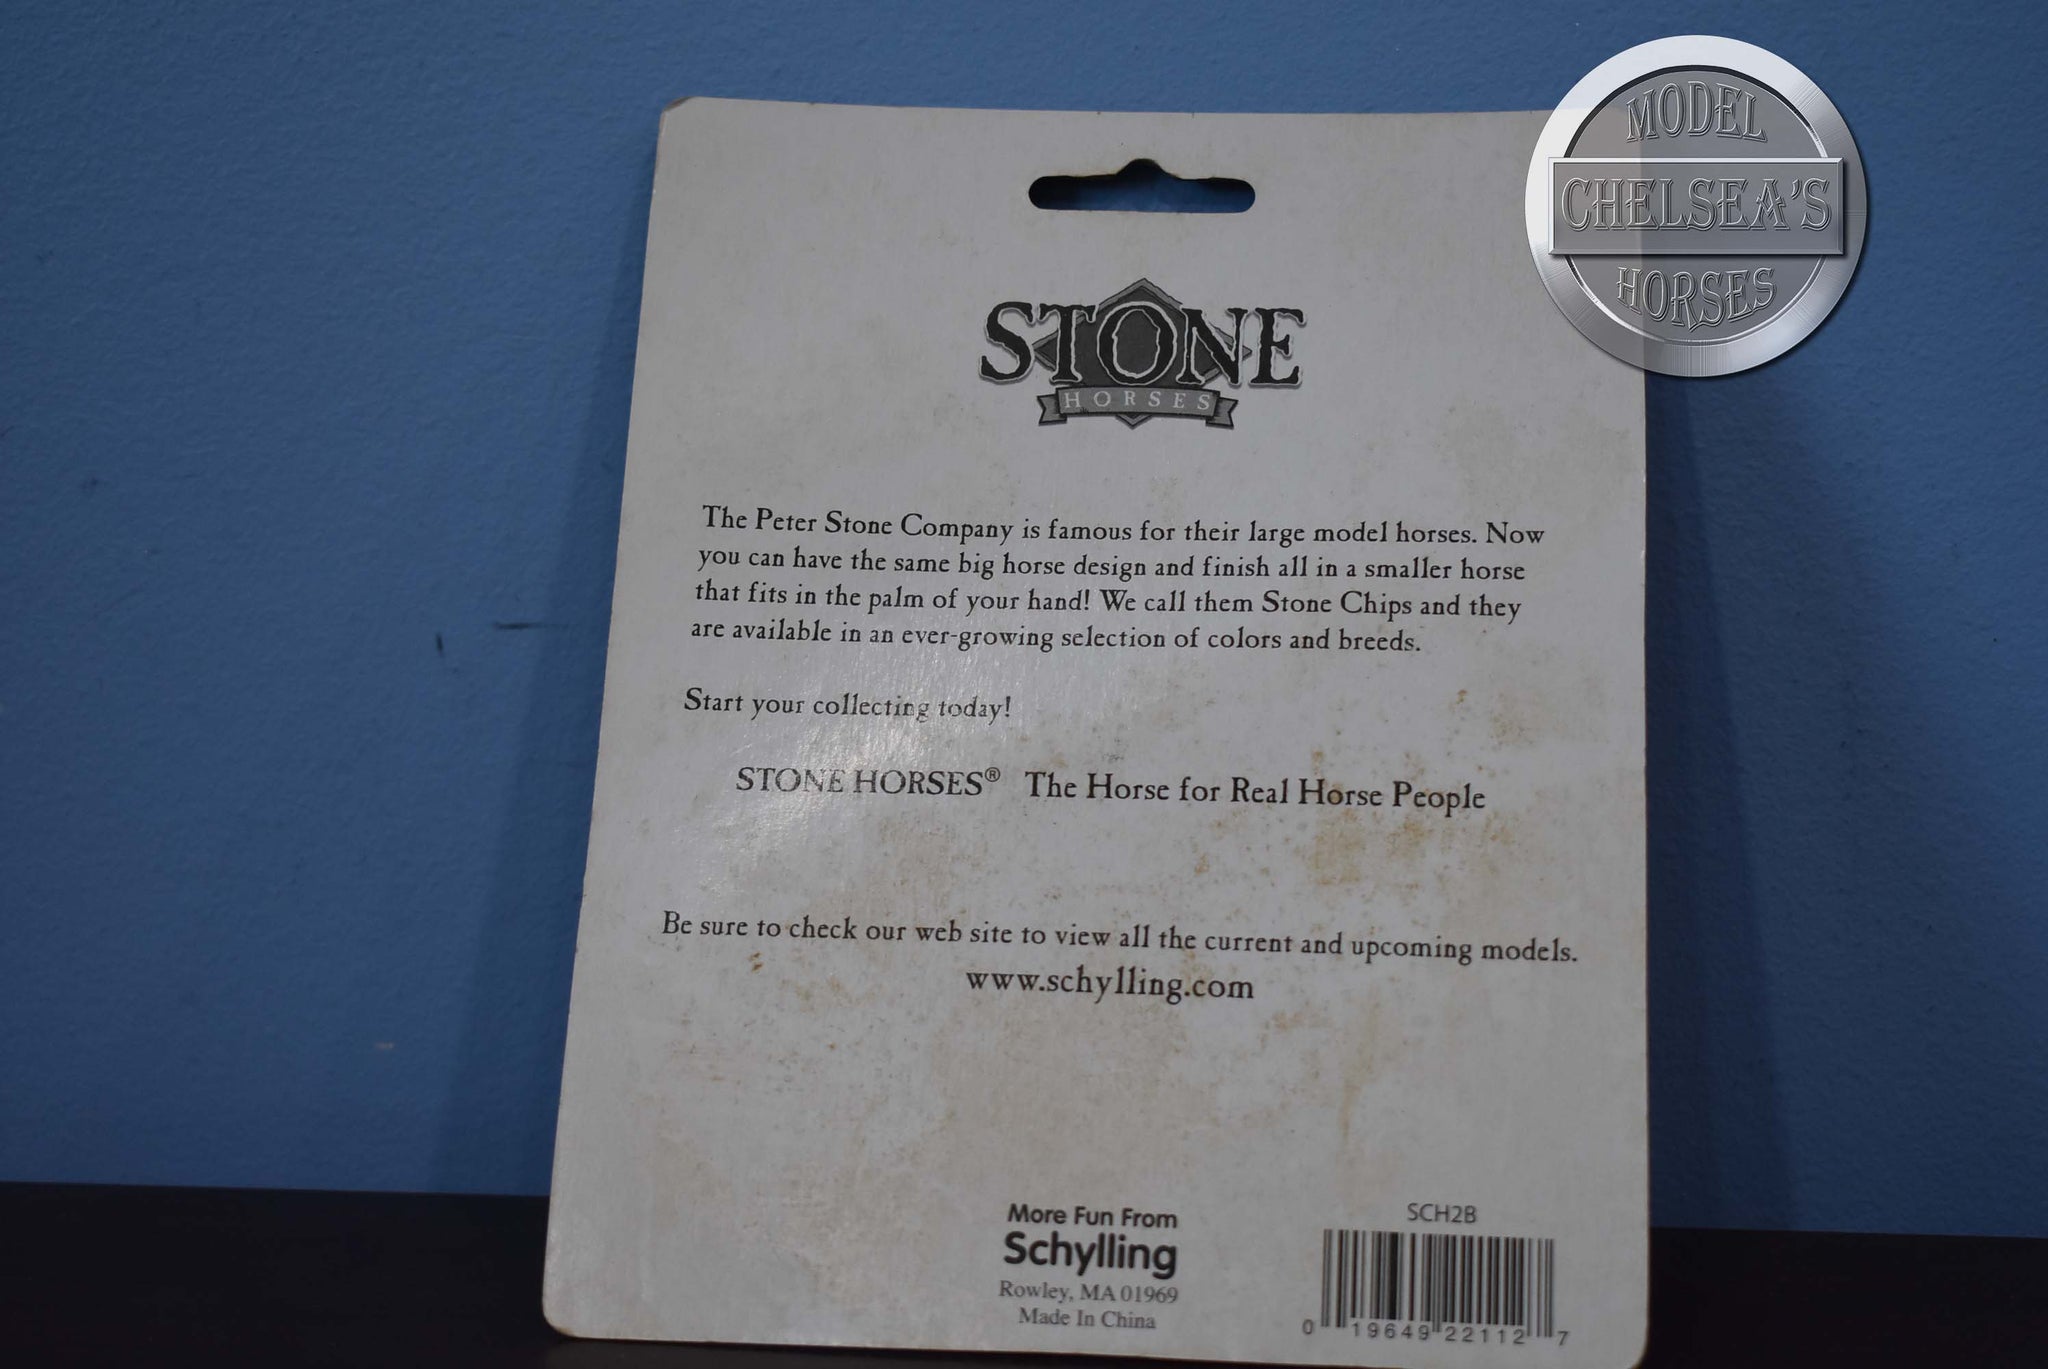 MODEL
CHELSEA'S
HORSES
STONE
HORSES
The Peter Stone Company is famous for their large model horses. Now
you can have the same big horse design and finish all in a smaller horse
that fits in the palm of your hand! We call them Stone Chips and they
are available in an ever-growing selection of colors and breeds.
Start your collecting today!
STONE HORSES® The Horse for Real Horse People
Be sure to check our web site to view all the current and upcoming models.
www.schylling.com
More Fun From
Schylling
Rowley, MA 01969
Made In China
SCH2B
0 19649 22112 7